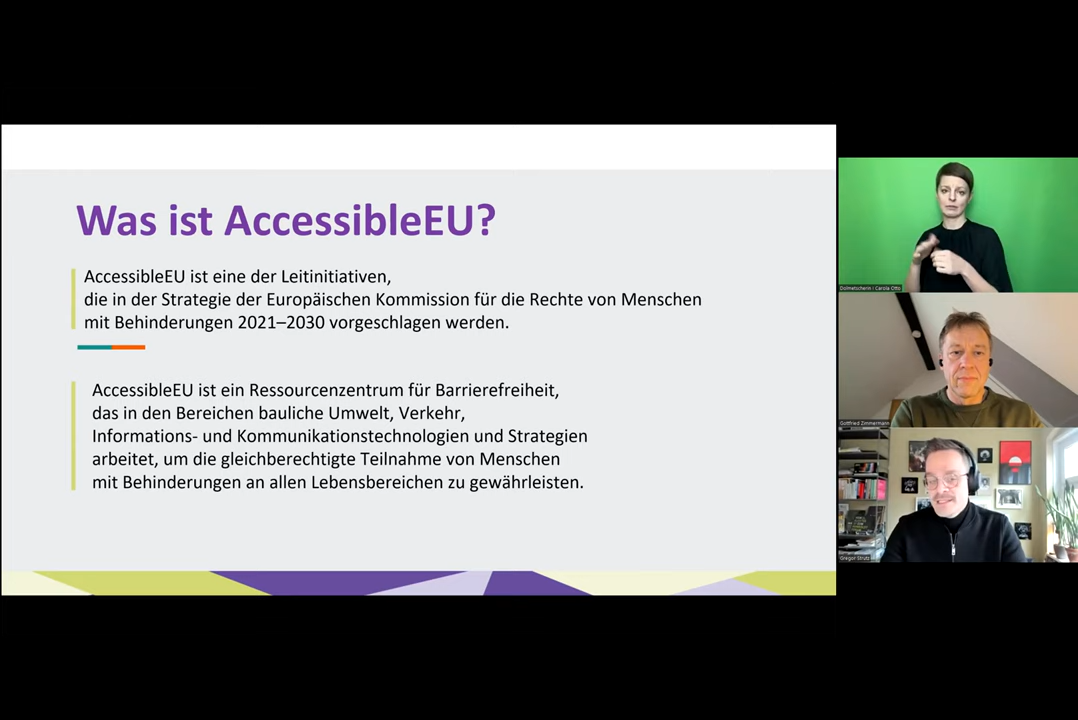 Was ist AccessibleEU?
AccessibleEU ist eine der Leitinitiativen,
die in der Strategie der Europäischen Kommission für die Rechte von Menschen
mit Behinderungen 2021–2030 vorgeschlagen werden.
AccessibleEU ist ein Ressourcenzentrum für Barrierefreiheit,
das in den Bereichen bauliche Umwelt, Verkehr,
Informations- und Kommunikationstechnologien und Strategien
arbeitet, um die gleichberechtigte Teilnahme von Menschen
mit Behinderungen an allen Lebensbereichen zu gewährleisten.
Dolmetscherin I Carola Otto
Gottfried Zimmermann
Gregor Strutz